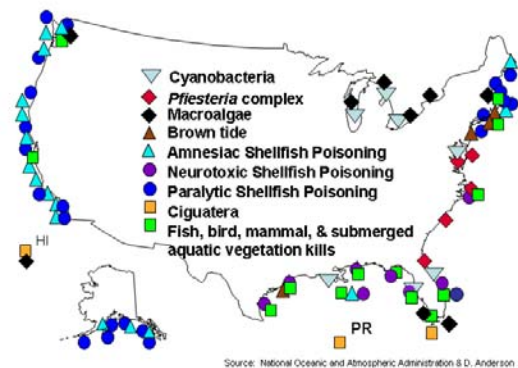 Cyanobacteria
Pfiesteria complex
Macroalgae
Brown tide
Amnesiac Shellfish Poisoning
Neurotoxic Shellfish Poisoning
Paralytic Shellfish Poisoning
Ciguatera
Fish, bird, mammal, & submerged
aquatic vegetation kills
HI
PR
Source: National Oceanic and Atmospheric Administration & D. Anderson